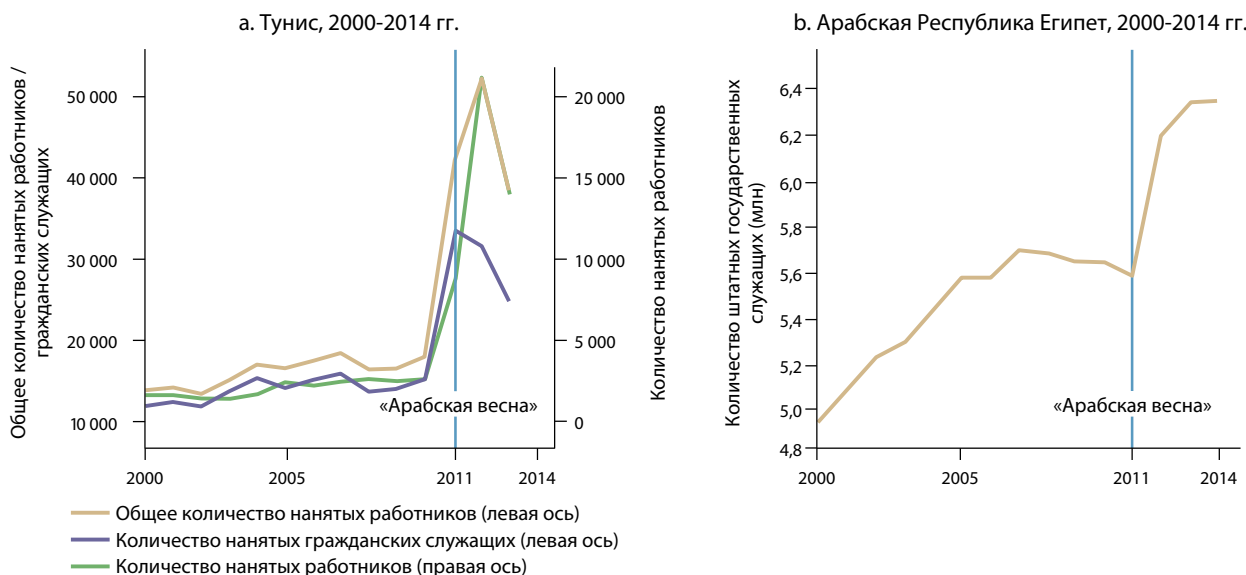 a. Тунис, 2000-2014 гг.
Общее количество нанятых работников /
гражданских служащих
50 000
40 000
30 000
20 000
10 000
20 000
15 000
10 000
5 000
0
Количество нанятых работников
«Арабская весна»
2000
2005
2011
2014
Общее количество нанятых работников (левая ось)
Количество нанятых гражданских служащих (левая ось)
Количество нанятых работников (правая ось)
b. Арабская Республика Египет, 2000-2014 гг.
Количество штатных государственных
служащих (млн)
6,4
6,2
6,0
5,8
5,6
5,4
5,2
5,0
4,8
«Арабская весна»
2000
2005
2011
2014